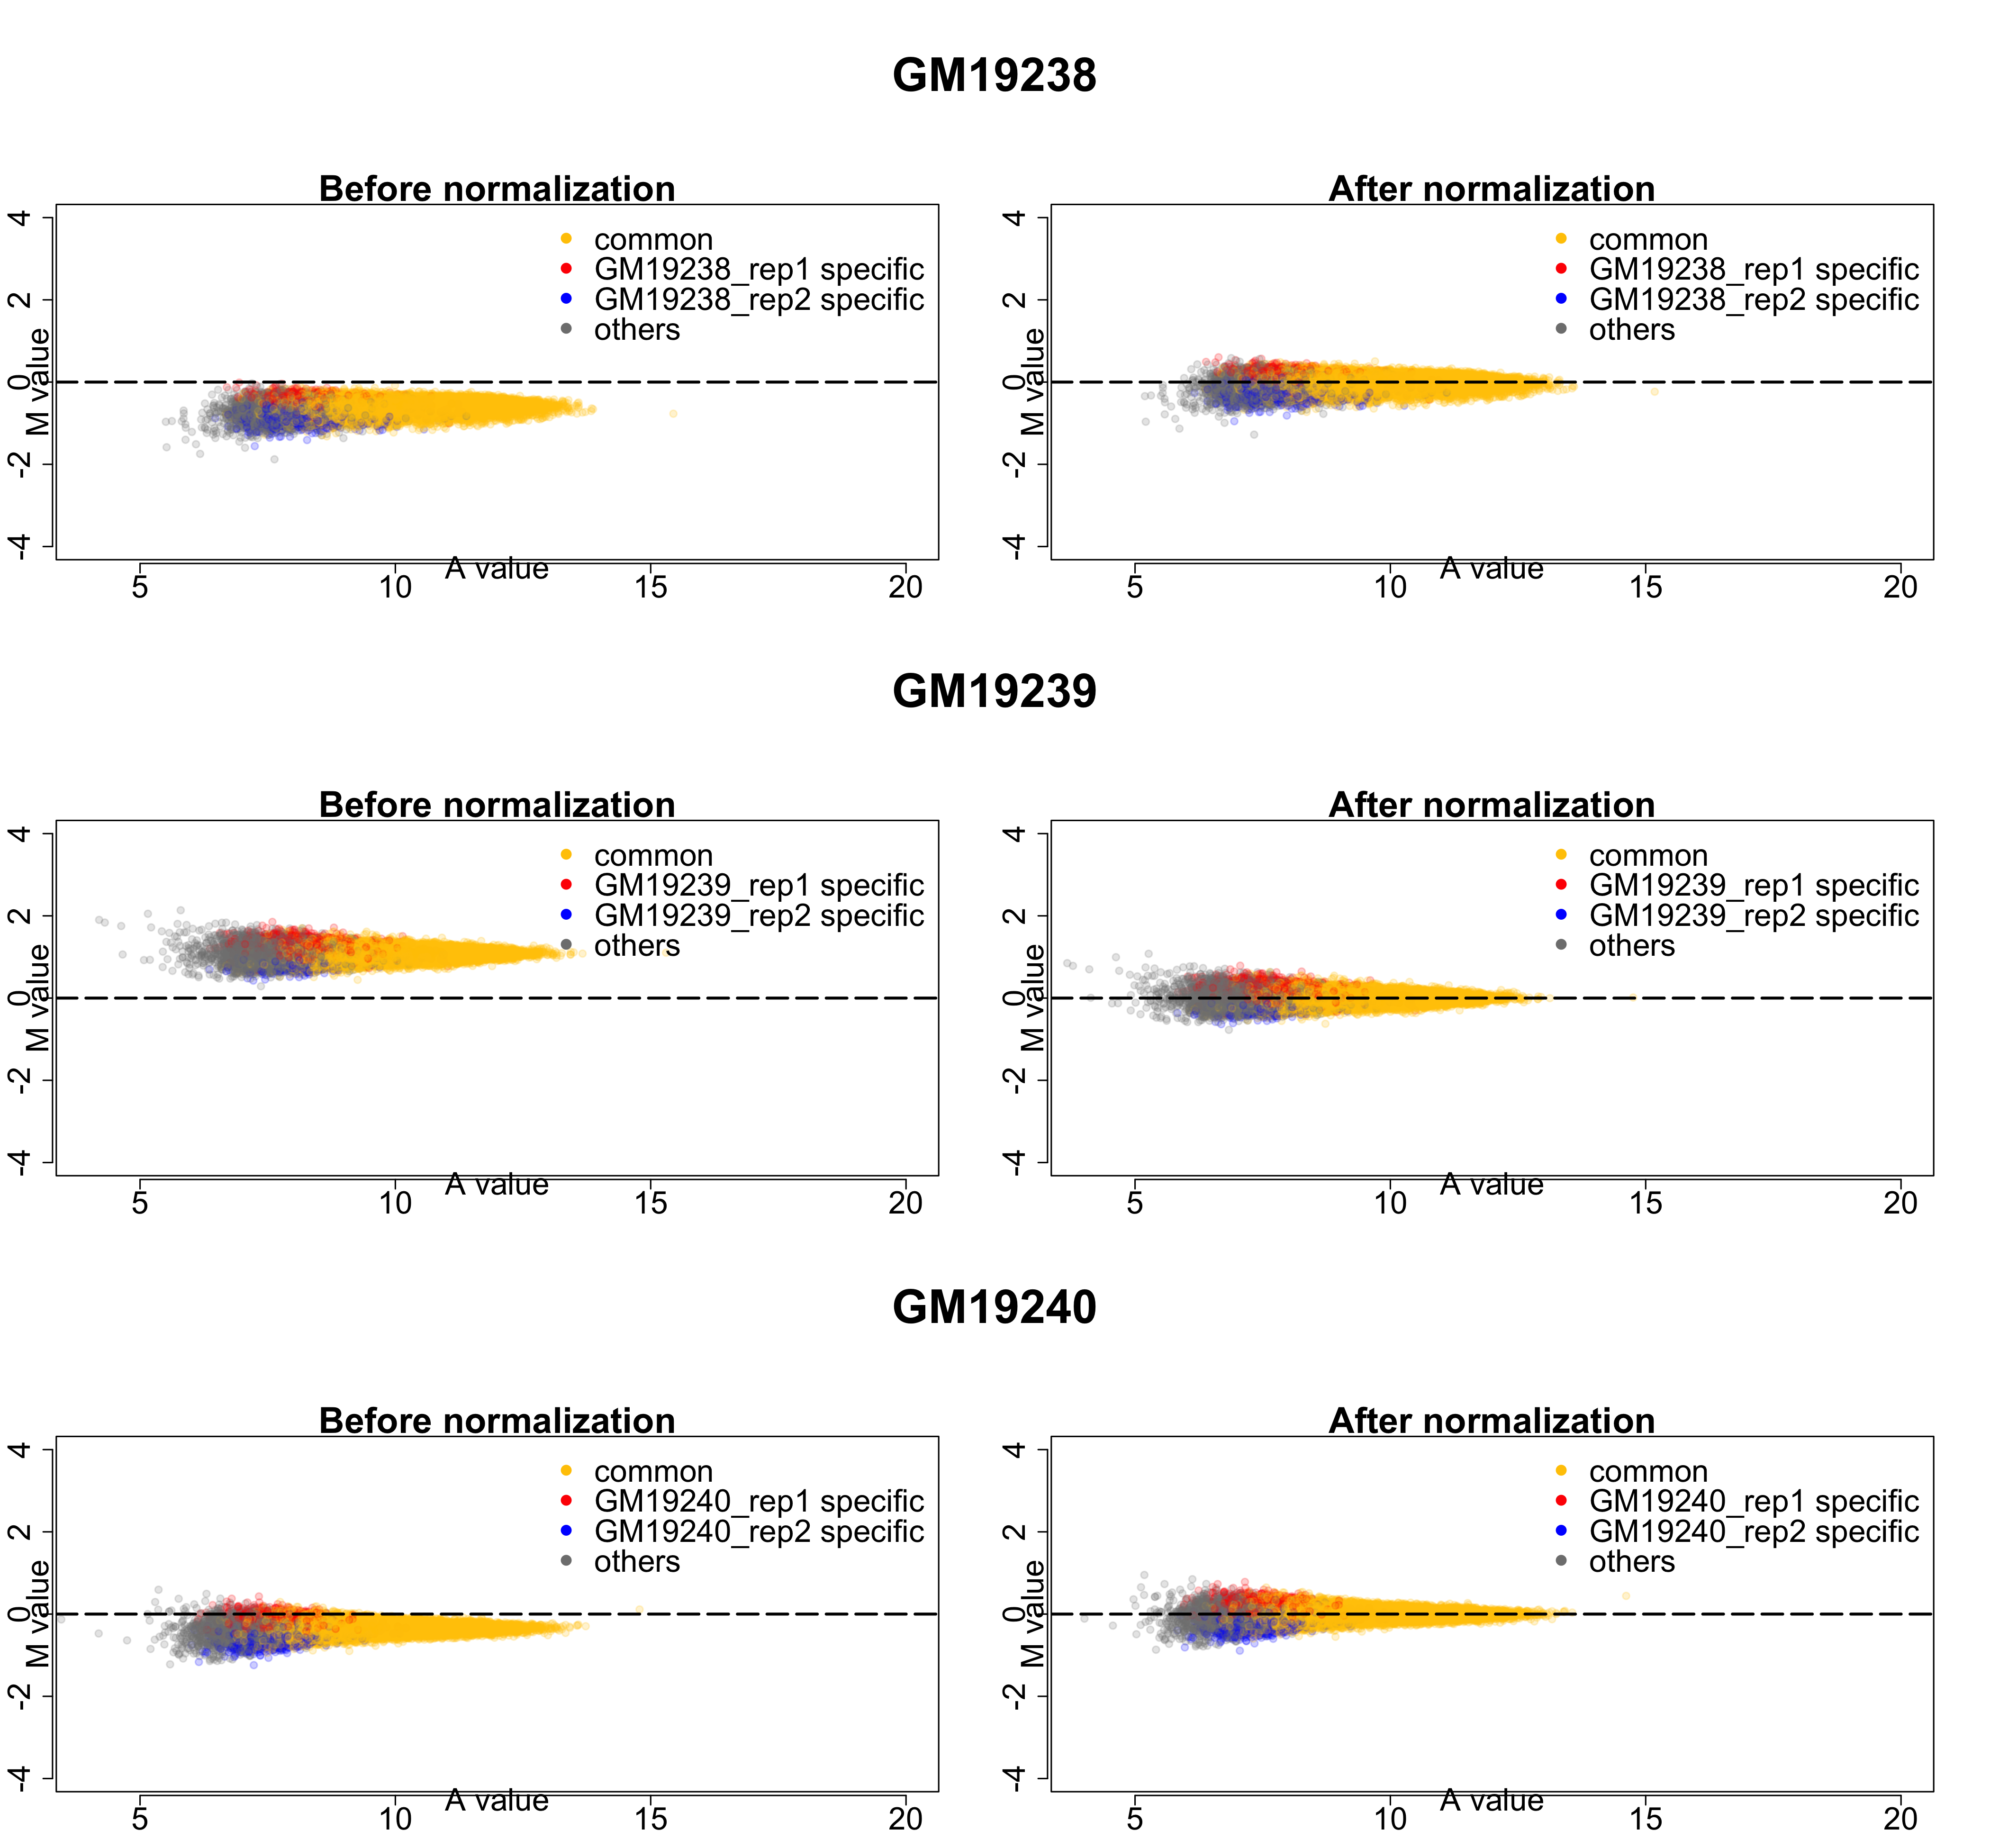 GM19238
Before normalization
4
2
0
-2
-4
M value
common
GM19238_rep1 specific
GM19238_rep2 specific
others
A value
5 10 15 20
After normalization
4
2
0
-2
-4
M value
common
GM19238_rep1 specific
GM19238_rep2 specific
others
A value
5 10 15 20
GM19239
Before normalization
4
2
0
-2
-4
M value
common
GM19239_rep1 specific
GM19239_rep2 specific
others
A value
5 10 15 20
After normalization
4
2
0
-2
-4
M value
common
GM19239_rep1 specific
GM19239_rep2 specific
others
A value
5 10 15 20
GM19240
Before normalization
4
2
0
-2
-4
M value
common
GM19240_rep1 specific
GM19240_rep2 specific
others
A value
5 10 15 20
After normalization
4
2
0
-2
-4
M value
common
GM19240_rep1 specific
GM19240_rep2 specific
others
A value
5 10 15 20